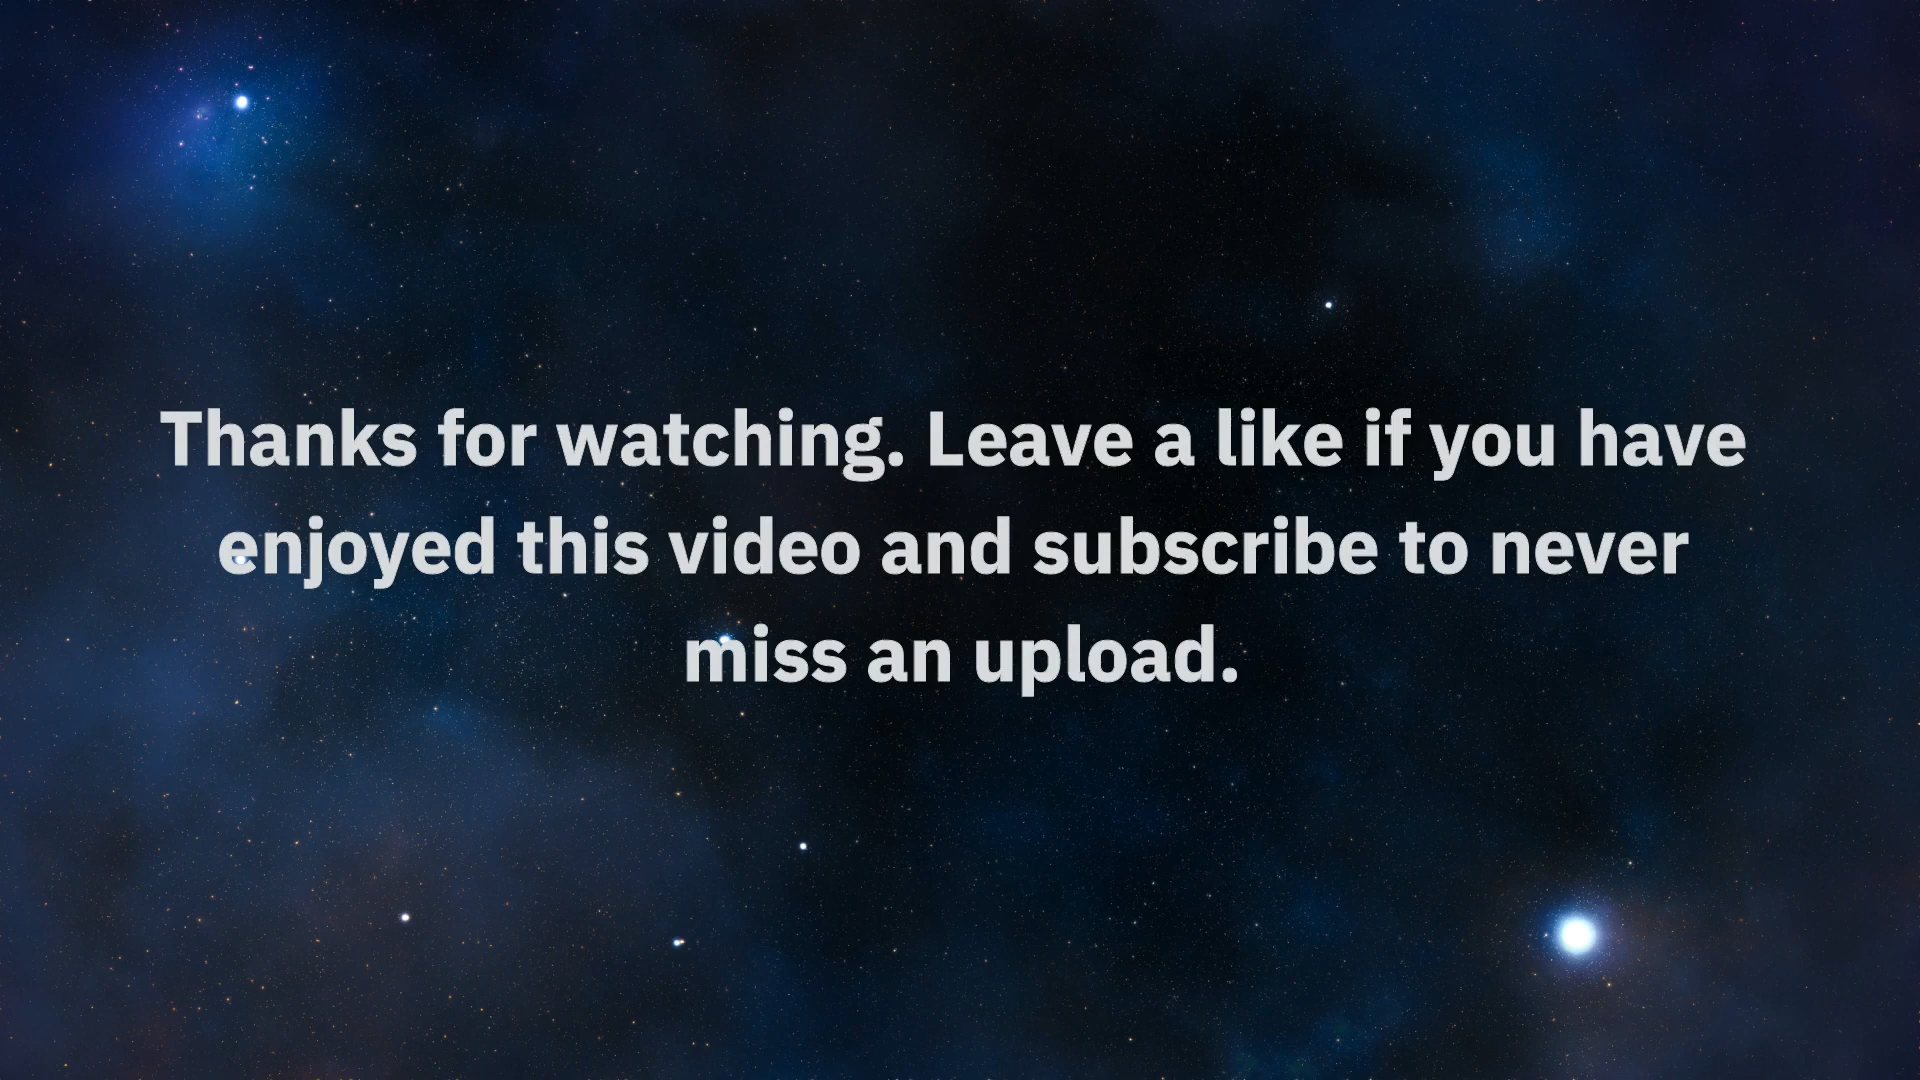 Thanks for watching. Leave a like if you have
enjoyed this video and subscribe to never
miss an upload.